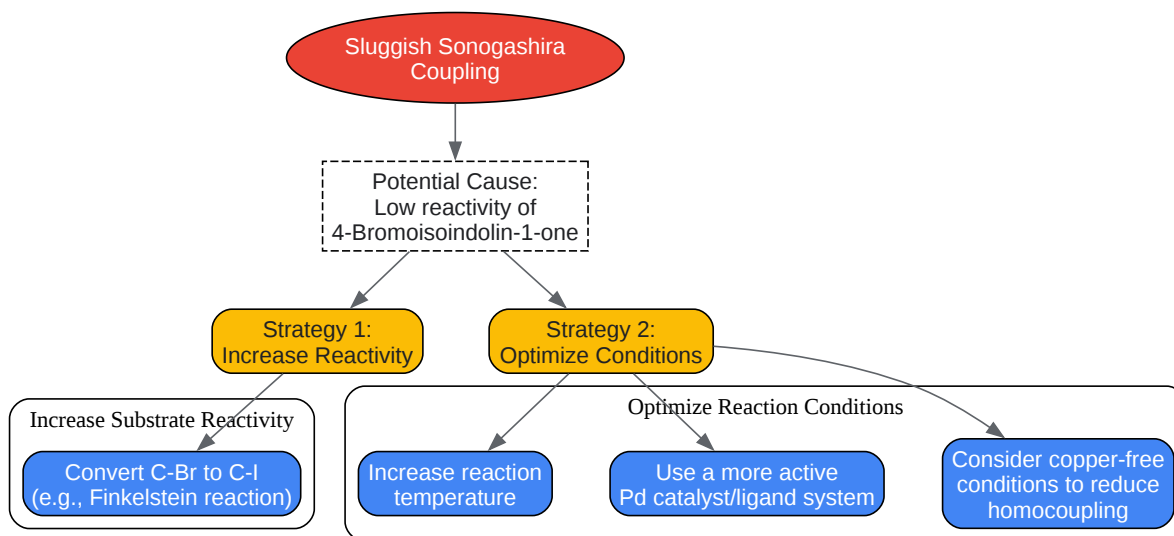 Sluggish Sonogashira
Coupling
Potential Cause:
Low reactivity of
4-Bromoisoindolin-1-one
Strategy 1:
Increase Reactivity
Strategy 2:
Optimize Conditions
Increase Substrate Reactivity
Convert C-Br to C-I
(e.g., Finkelstein reaction)
Optimize Reaction Conditions
Increase reaction
temperature
Use a more active
Pd catalyst/ligand system
Consider copper-free
conditions to reduce
homocoupling